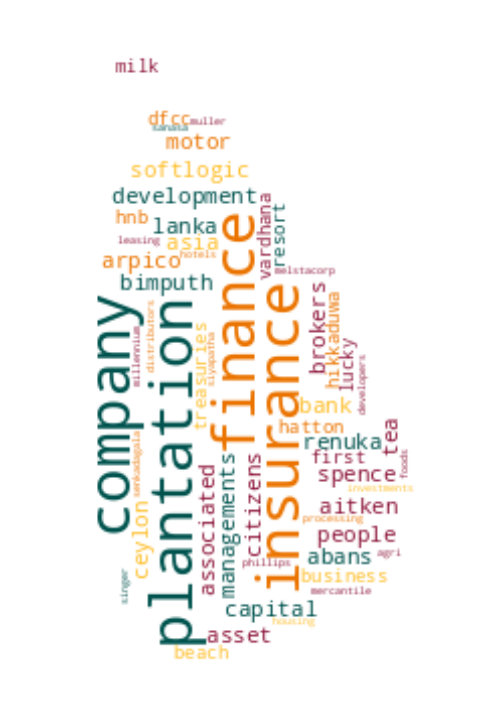 milk
dfcc
muller
sanasa
motor
softlogic
development
vardhana
hnb
lanka
resort
leasing
asia
finance
arpico
hotels
melstacorp
bimputh
insurance
brokers
company
plantation
distributors
hikkaduwa
millennium
treasuries
siyapatha
lucky
developers
bank
hatton
tea
renuka
senkadagala
first
foods
citizens
managements
associated
spence
investments
ceylon
aitken
processing
people
abans
agri
phillips
singer
business
mercantile
capital
housing
asset
beach